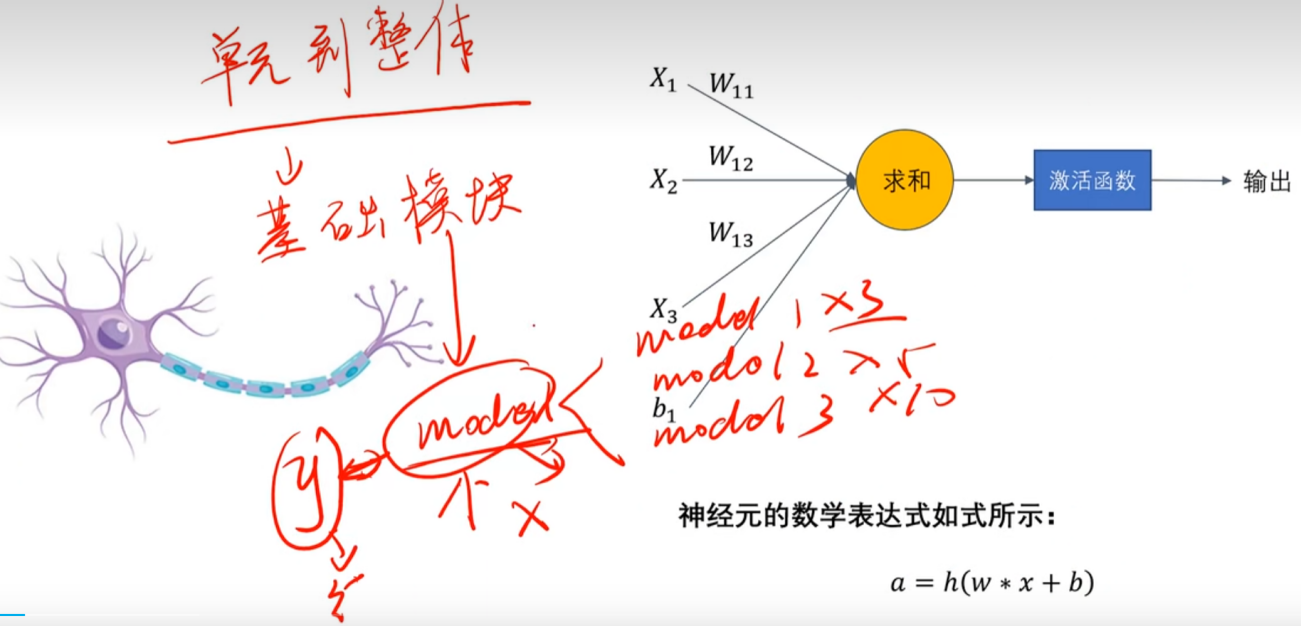 单元到整体
基础模块
model
y
x
X₁ W₁₁
X₂ W₁₂
W₁₃
X₃
b₁
求和
激活函数
输出
model 1 ×3
model 2 ×5
model 3 ×10
神经元的数学表达式如式所示：
a = h(w ∗ x + b)